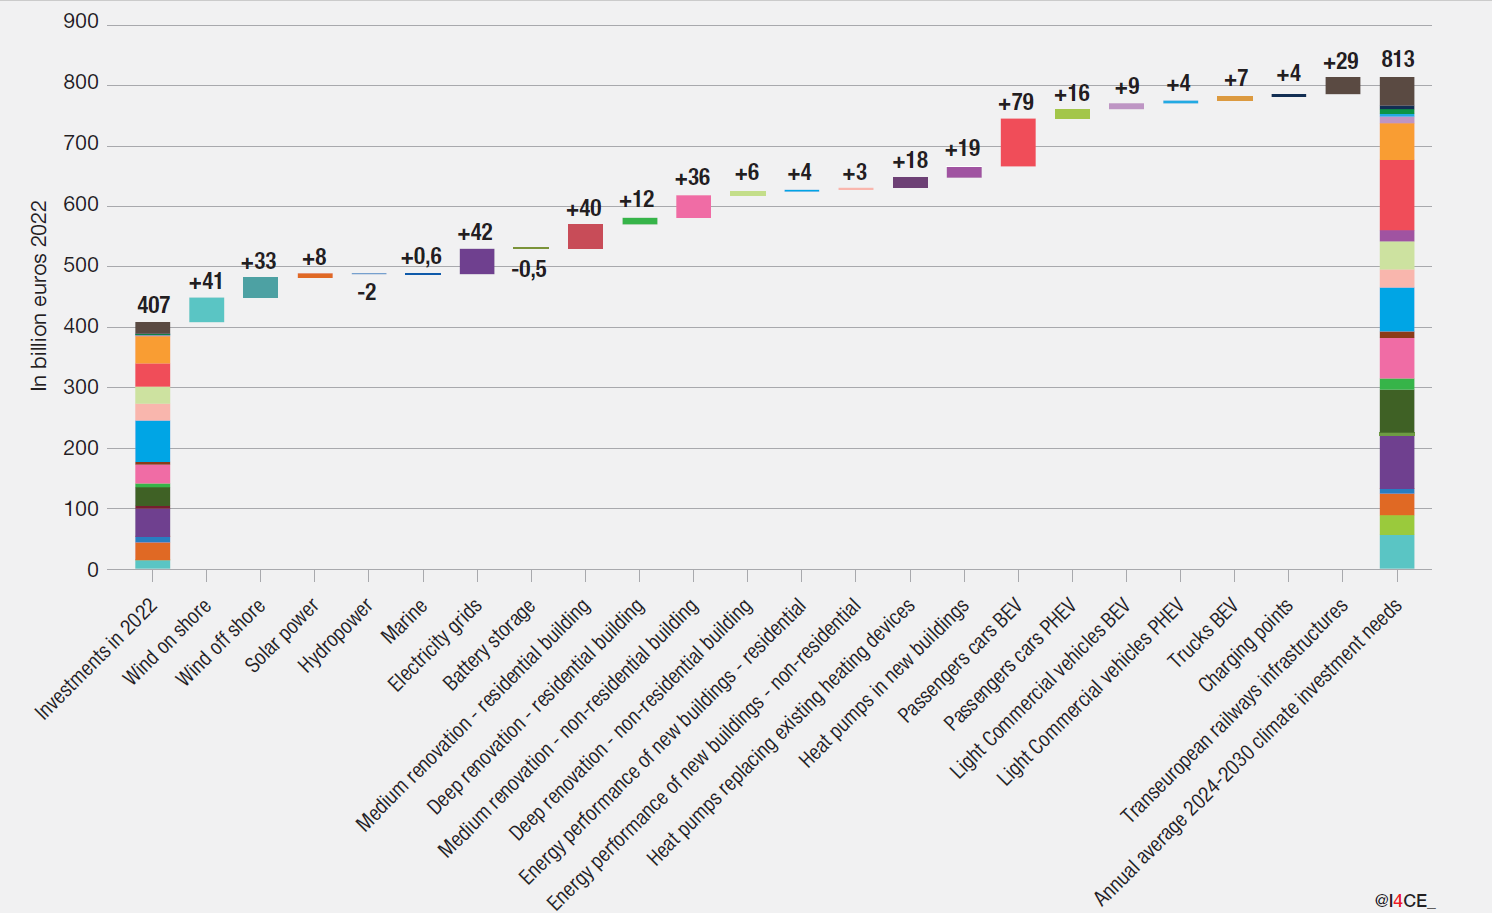 In billion euros 2022
900
800
700
600
500
400
300
200
100
0
407
+41
+33
+8
-2
+0,6
+42
-0,5
+40
+12
+36
+6
+4
+3
+18
+19
+79
+16
+9
+4
+7
+4
+29
813
Investments in 2022
Wind on shore
Wind off shore
Solar power
Hydropower
Marine
Electricity grids
Battery storage
Medium renovation - residential building
Deep renovation - residential building
Medium renovation - non-residential building
Deep renovation - non-residential building
Energy performance of new buildings - residential
Energy performance of new buildings - non-residential
Heat pumps replacing existing heating devices
Heat pumps in new buildings
Passengers cars BEV
Passengers cars PHEV
Light Commercial vehicles BEV
Light Commercial vehicles PHEV
Trucks BEV
Charging points
Transeuropean railways infrastructures
Annual average 2024-2030 climate investment needs
@I4CE_